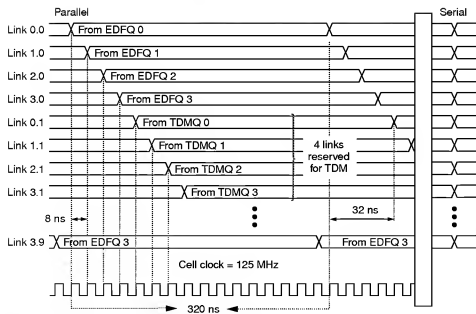 Parallel
Serial
Link 0.0
From EDFQ 0
Link 1.0
From EDFQ 1
Link 2.0
From EDFQ 2
Link 3.0
From EDFQ 3
Link 0.1
From TDMQ 0
Link 1.1
From TDMQ 1
Link 2.1
From TDMQ 2
Link 3.1
From TDMQ 3
4 links
reserved
for TDM
8 ns
32 ns
Link 3.9
From EDFQ 3
From EDFQ 3
Cell clock = 125 MHz
320 ns